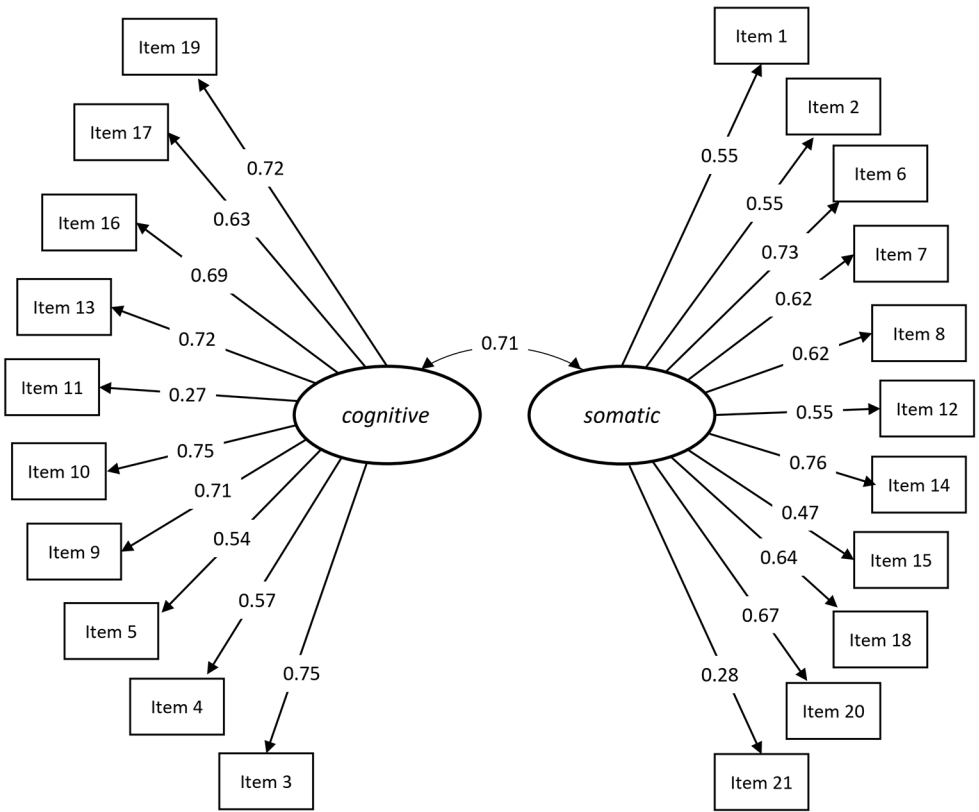 Item 19
Item 17
Item 16
Item 13
Item 11
Item 10
Item 9
Item 5
Item 4
Item 3
0.72
0.63
0.69
0.72
0.27
0.75
0.71
0.54
0.57
0.75
cognitive
0.71
somatic
0.55
0.55
0.73
0.62
0.62
0.55
0.76
0.47
0.64
0.67
0.28
Item 1
Item 2
Item 6
Item 7
Item 8
Item 12
Item 14
Item 15
Item 18
Item 20
Item 21